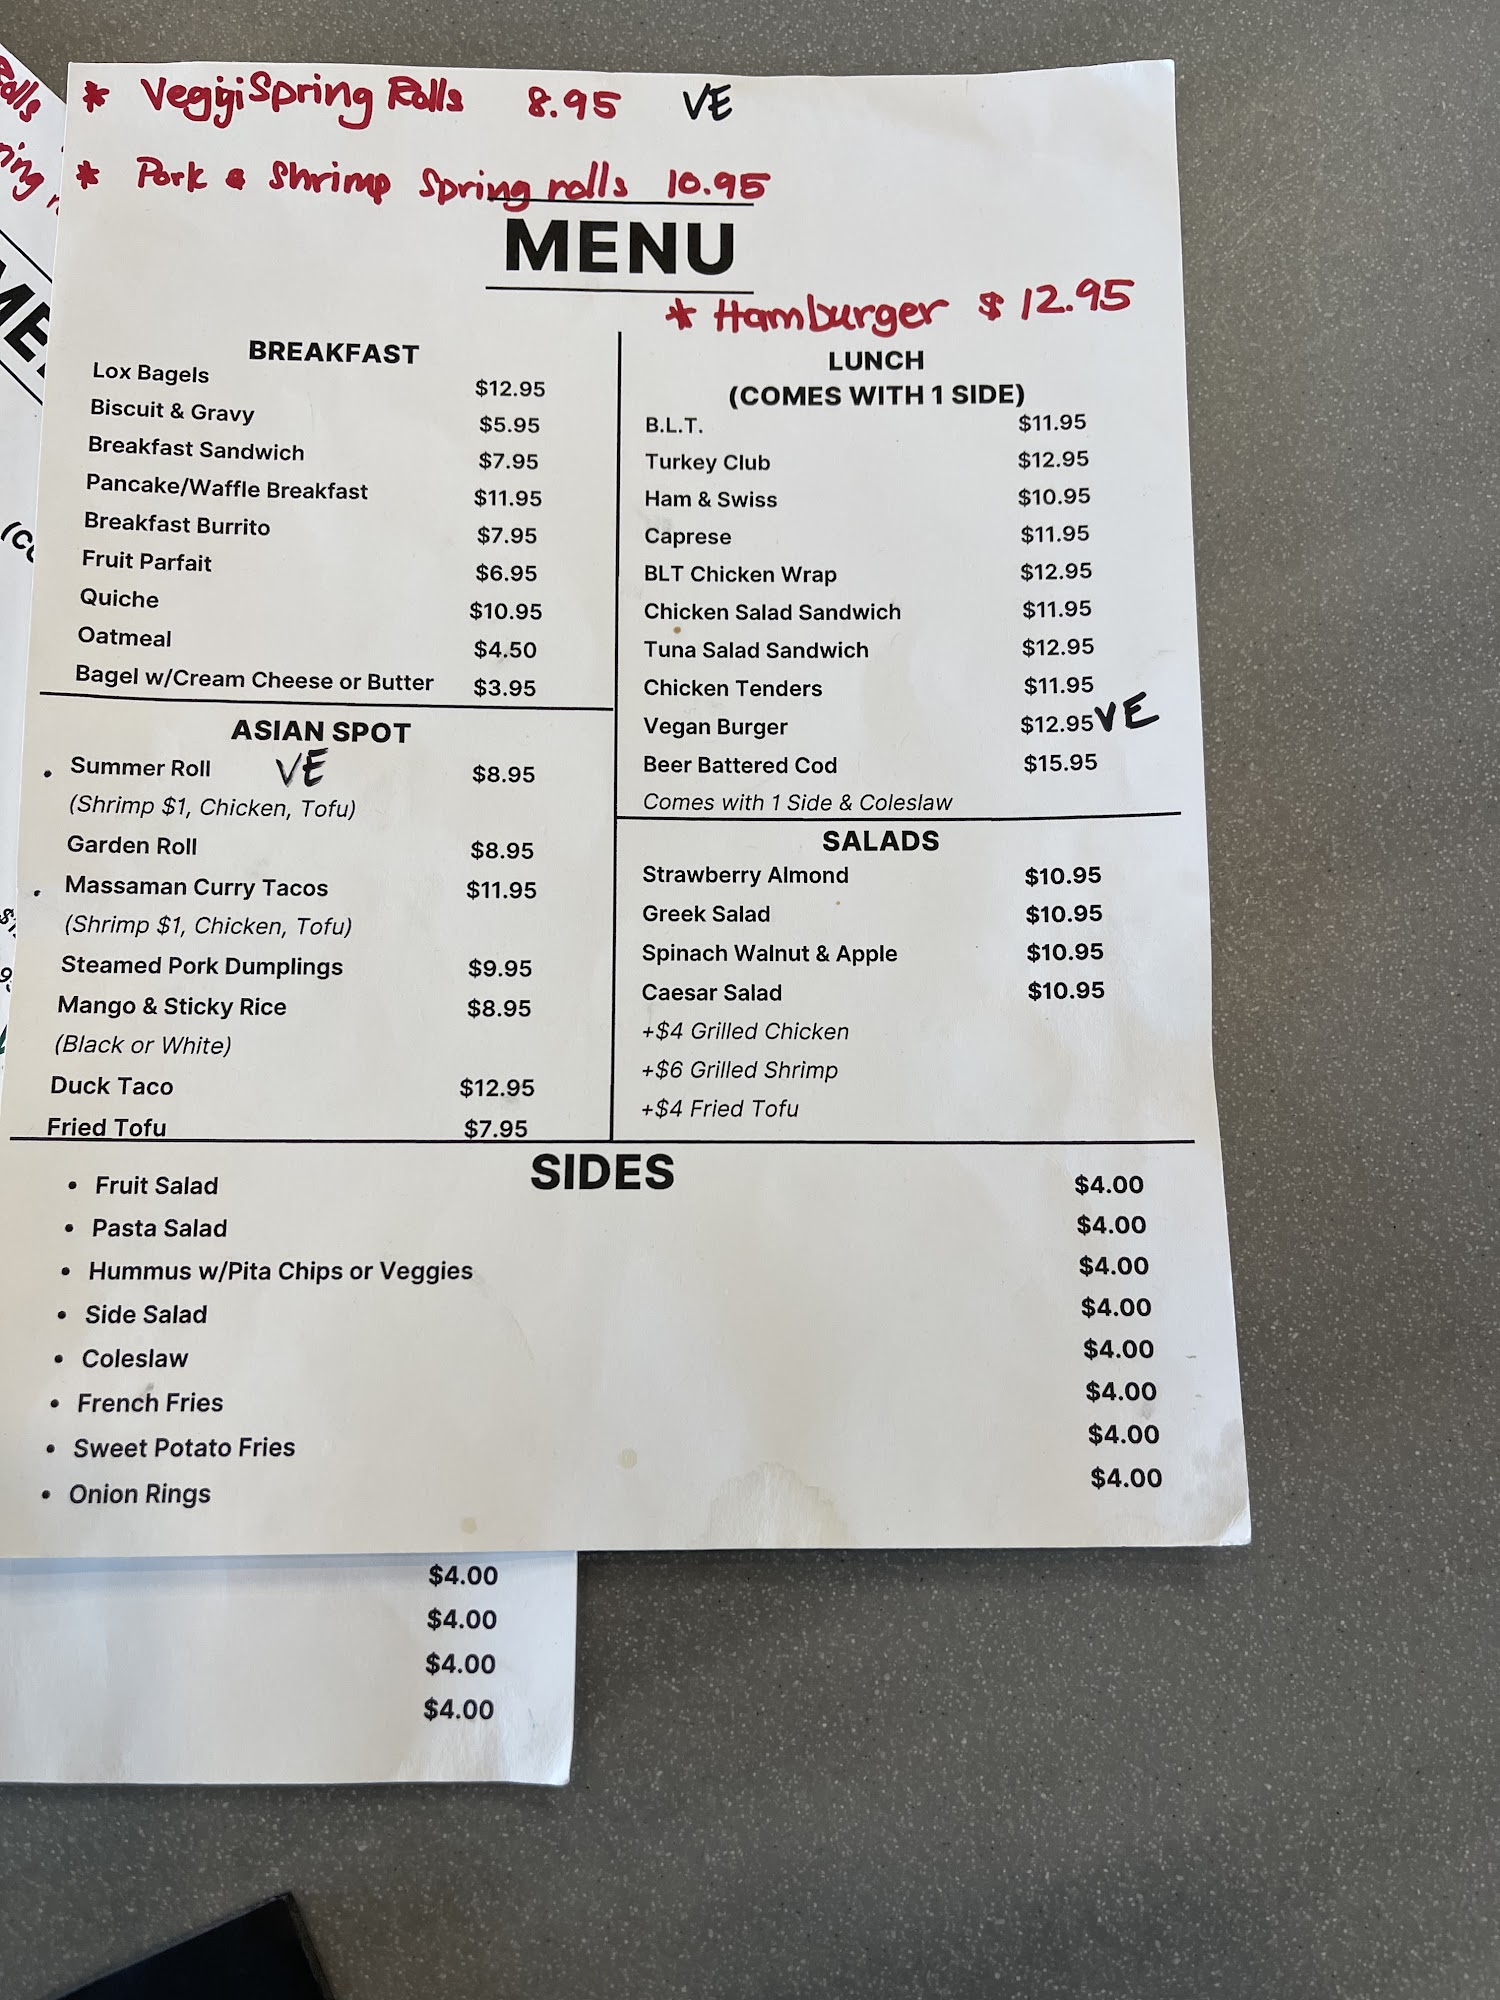 * Veggi Spring Rolls 8.95 VE
* Pork & Shrimp Spring rolls 10.95
MENU
* Hamburger $12.95
BREAKFAST
Lox Bagels $12.95
Biscuit & Gravy $5.95
Breakfast Sandwich $7.95
Pancake/Waffle Breakfast $11.95
Breakfast Burrito $7.95
Fruit Parfait $6.95
Quiche $10.95
Oatmeal $4.50
Bagel w/Cream Cheese or Butter $3.95
ASIAN SPOT
• Summer Roll VE $8.95
(Shrimp $1, Chicken, Tofu)
Garden Roll $8.95
• Massaman Curry Tacos $11.95
(Shrimp $1, Chicken, Tofu)
Steamed Pork Dumplings $9.95
Mango & Sticky Rice $8.95
(Black or White)
Duck Taco $12.95
Fried Tofu $7.95
LUNCH
(COMES WITH 1 SIDE)
B.L.T. $11.95
Turkey Club $12.95
Ham & Swiss $10.95
Caprese $11.95
BLT Chicken Wrap $12.95
Chicken Salad Sandwich $11.95
Tuna Salad Sandwich $12.95
Chicken Tenders $11.95
Vegan Burger $12.95 VE
Beer Battered Cod $15.95
Comes with 1 Side & Coleslaw
SALADS
Strawberry Almond $10.95
Greek Salad $10.95
Spinach Walnut & Apple $10.95
Caesar Salad $10.95
+$4 Grilled Chicken
+$6 Grilled Shrimp
+$4 Fried Tofu
SIDES
• Fruit Salad $4.00
• Pasta Salad $4.00
• Hummus w/Pita Chips or Veggies $4.00
• Side Salad $4.00
• Coleslaw $4.00
• French Fries $4.00
• Sweet Potato Fries $4.00
• Onion Rings $4.00
$4.00
$4.00
$4.00
$4.00